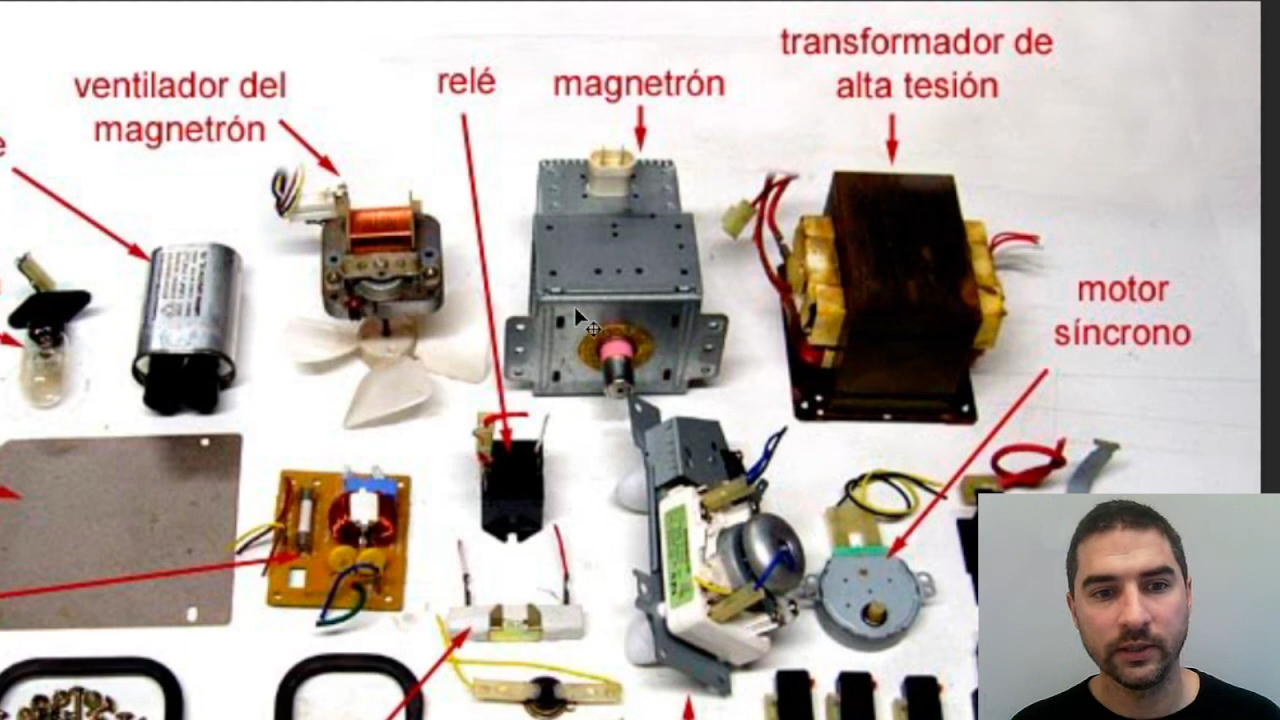 transformador de
alta tesión
ventilador del
magnetrón
relé
magnetrón
motor
síncrono